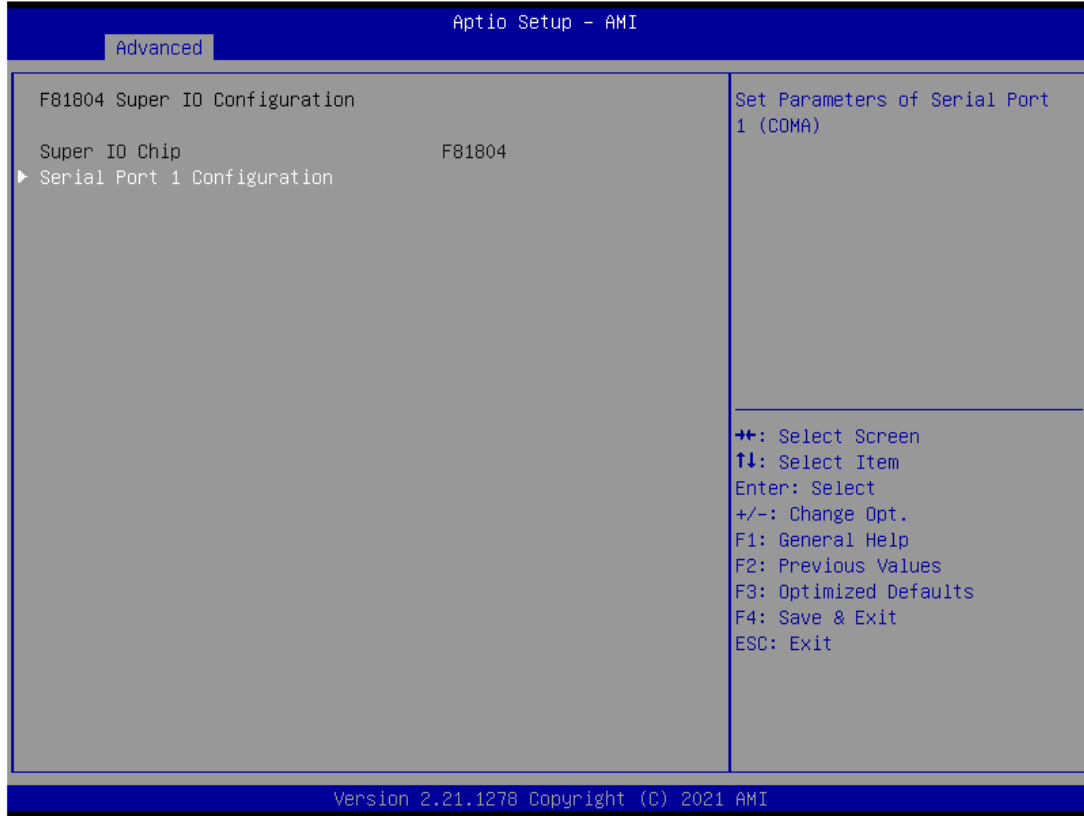 Aptio Setup – AMI
Advanced
F81804 Super IO Configuration
Super IO Chip F81804
▶ Serial Port 1 Configuration
Set Parameters of Serial Port
1 (COMA)
→←: Select Screen
↑↓: Select Item
Enter: Select
+/-: Change Opt.
F1: General Help
F2: Previous Values
F3: Optimized Defaults
F4: Save & Exit
ESC: Exit
Version 2.21.1278 Copyright (C) 2021 AMI